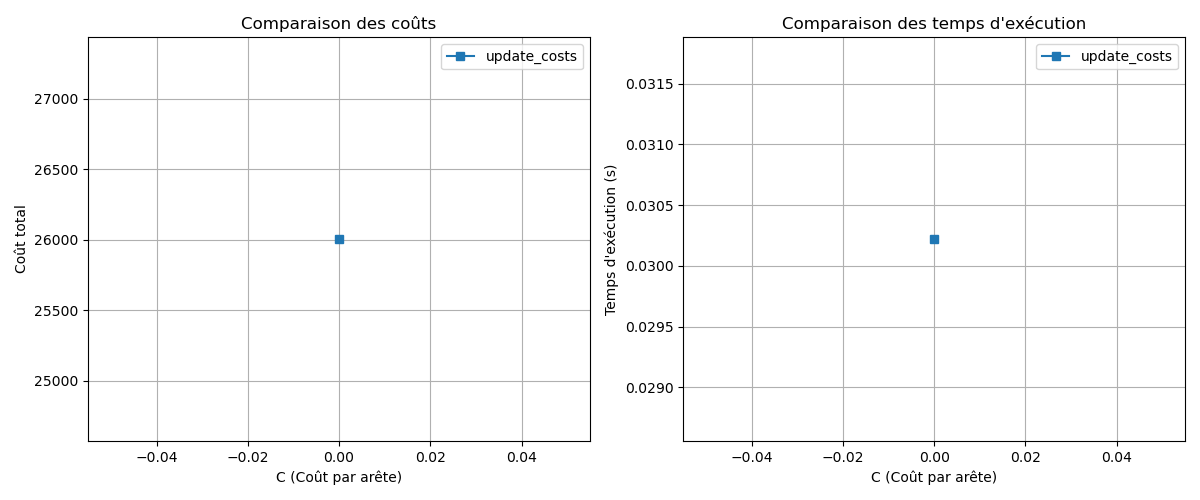 Comparaison des coûts
update_costs
27000
26500
26000
25500
25000
Coût total
−0.04 −0.02 0.00 0.02 0.04
C (Coût par arête)
Comparaison des temps d'exécution
update_costs
0.0315
0.0310
0.0305
0.0300
0.0295
0.0290
Temps d'exécution (s)
−0.04 −0.02 0.00 0.02 0.04
C (Coût par arête)